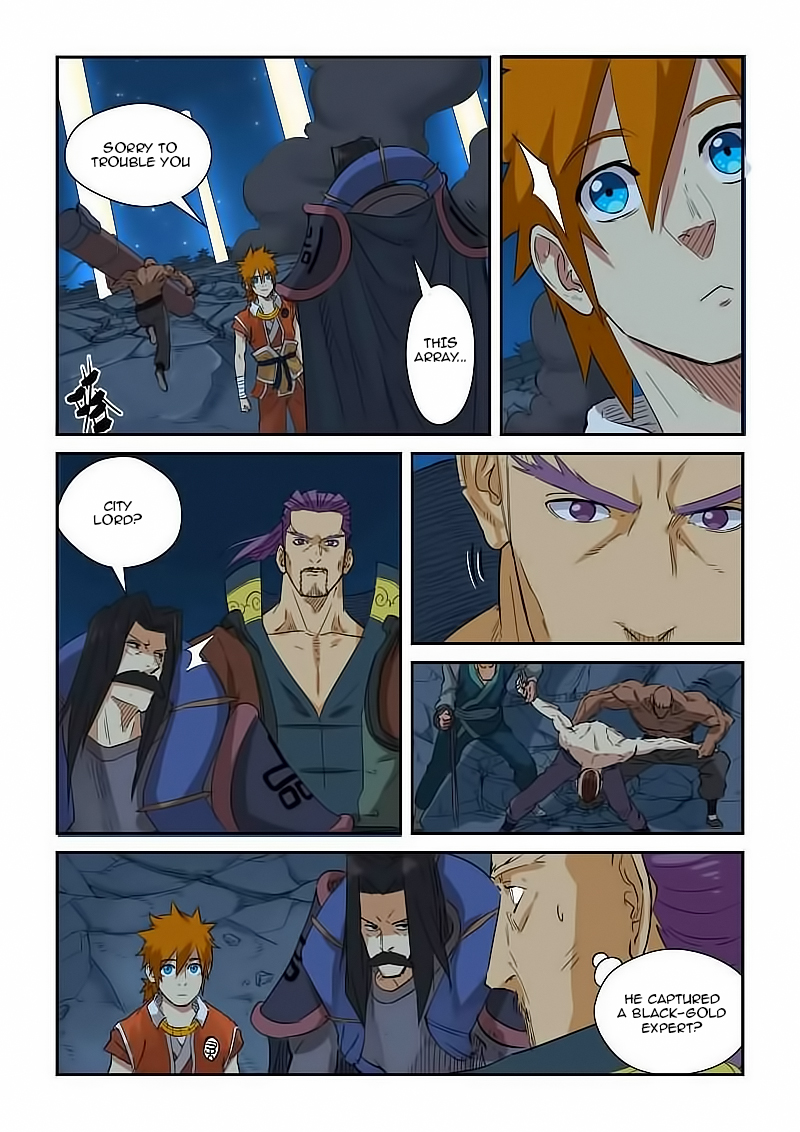 SORRY TO
TROUBLE YOU
THIS
ARRAY...
CITY
LORD?
HE CAPTURED
A BLACK-GOLD
EXPERT?